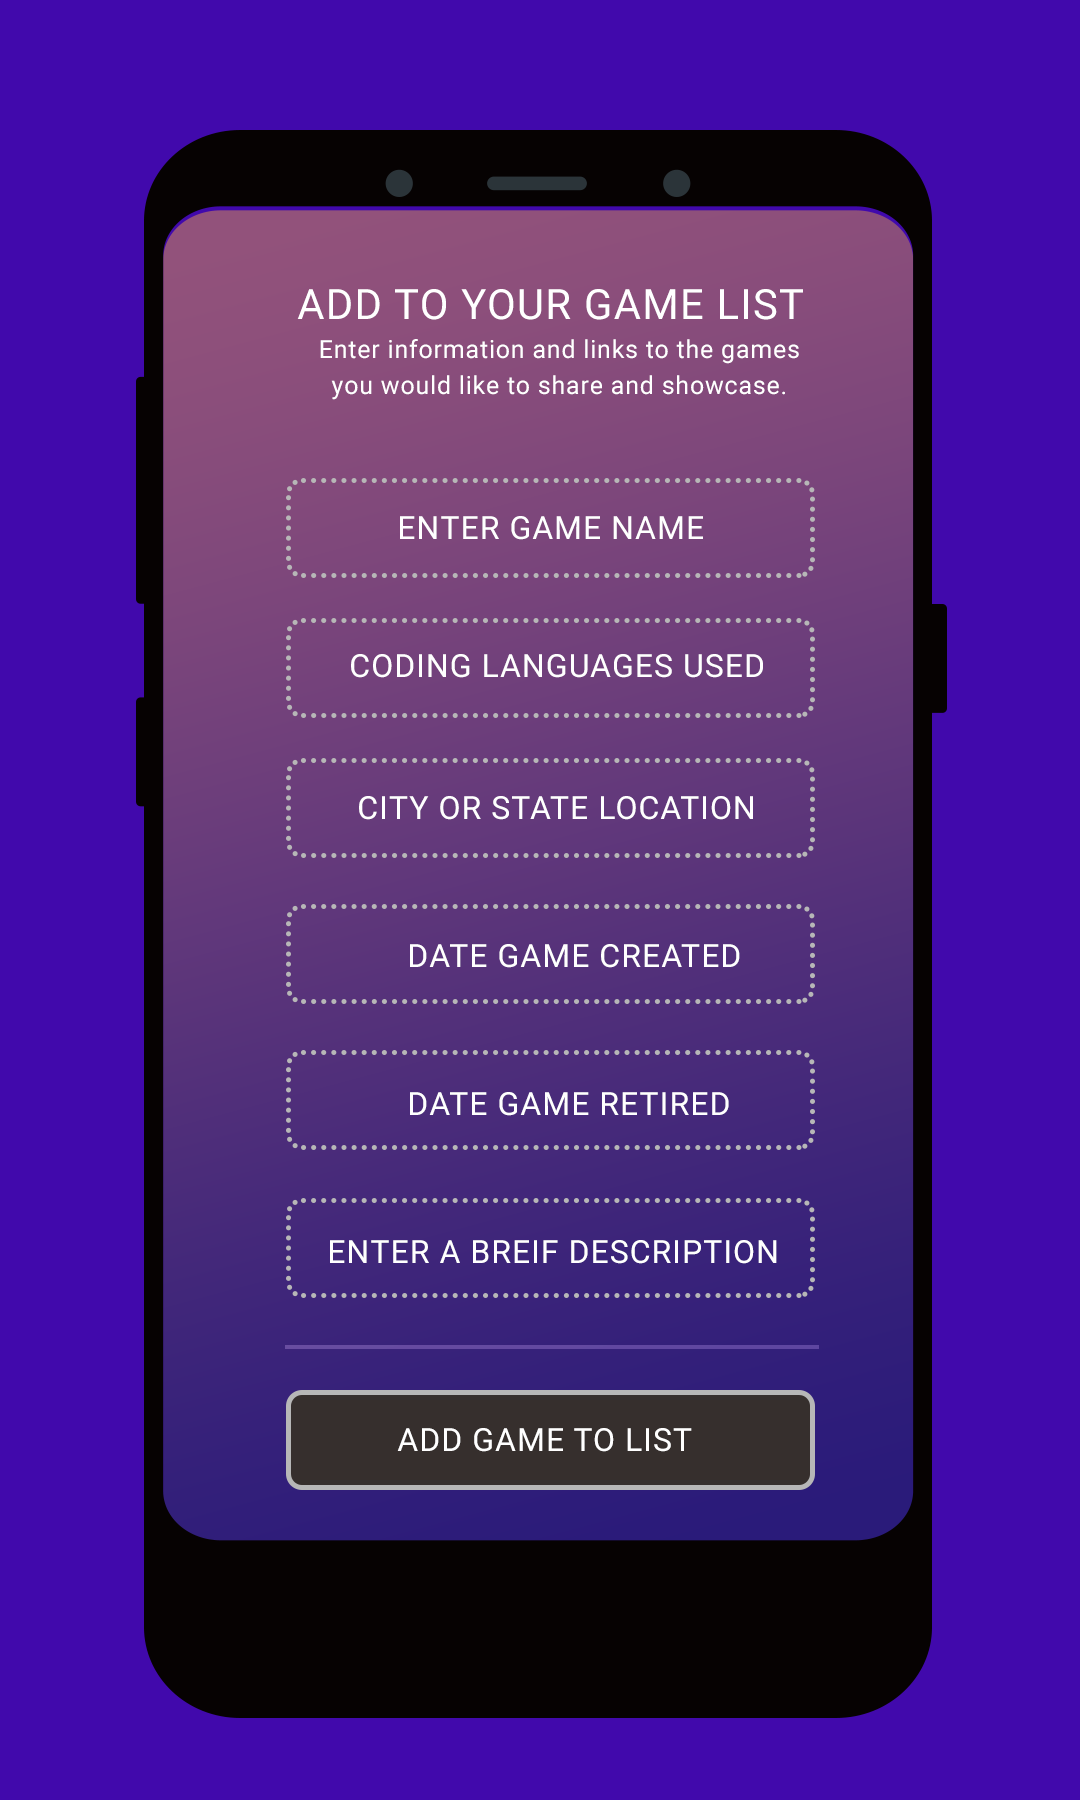 ADD TO YOUR GAME LIST
Enter information and links to the games
you would like to share and showcase.
ENTER GAME NAME
CODING LANGUAGES USED
CITY OR STATE LOCATION
DATE GAME CREATED
DATE GAME RETIRED
ENTER A BREIF DESCRIPTION
ADD GAME TO LIST